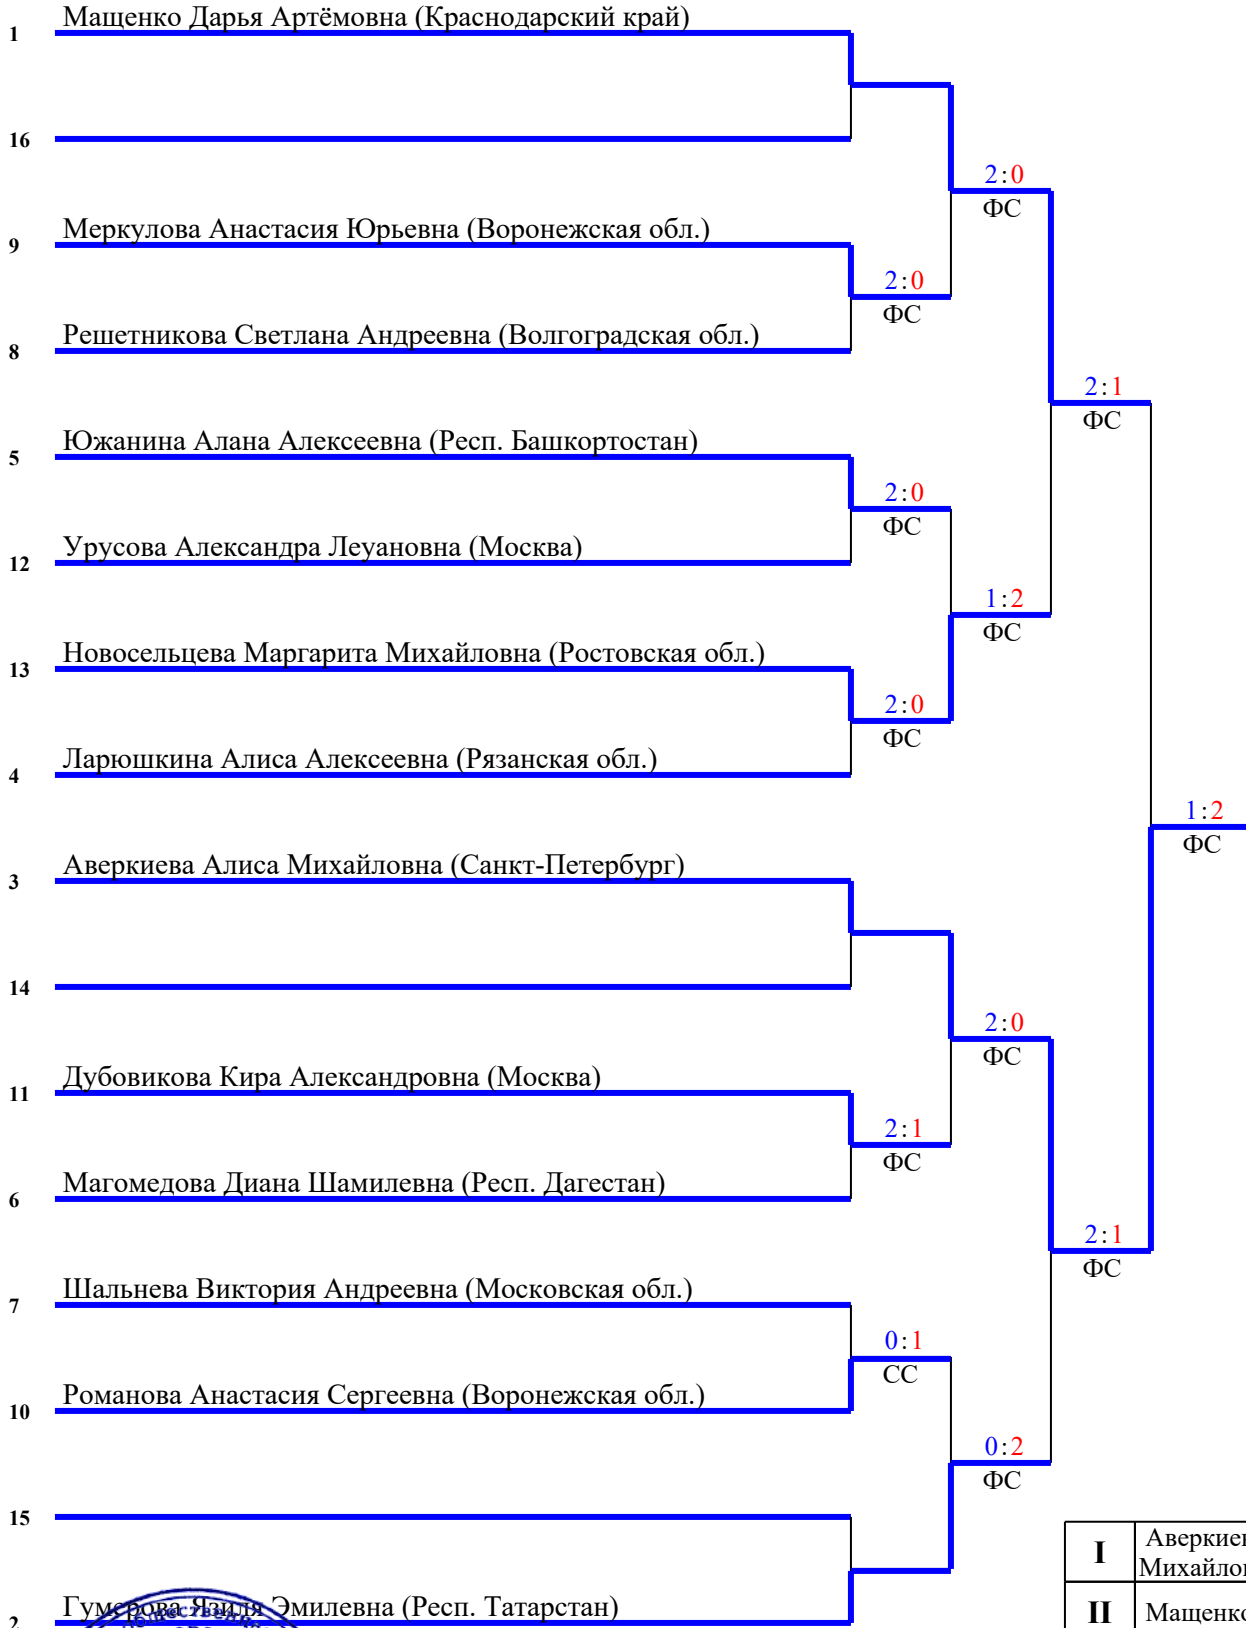 Мащенко Дарья Артёмовна (Краснодарский край)
1
16
2:0
ФС
Меркулова Анастасия Юрьевна (Воронежская обл.)
9
2:0
ФС
Решетникова Светлана Андреевна (Волгоградская обл.)
8
2:1
ФС
Южанина Алана Алексеевна (Респ. Башкортостан)
5
2:0
ФС
Урусова Александра Леуановна (Москва)
12
1:2
ФС
Новосельцева Маргарита Михайловна (Ростовская обл.)
13
2:0
ФС
Ларюшкина Алиса Алексеевна (Рязанская обл.)
4
1:2
ФС
Аверкиева Алиса Михайловна (Санкт-Петербург)
3
14
2:0
ФС
Дубовикова Кира Александровна (Москва)
11
2:1
ФС
Магомедова Диана Шамилевна (Респ. Дагестан)
6
2:1
ФС
Шальнева Виктория Андреевна (Московская обл.)
7
0:1
СС
Романова Анастасия Сергеевна (Воронежская обл.)
10
0:2
ФС
15
I Аверкиев
Михайлов
Гумерова Язиля Эмилевна (Респ. Татарстан)
2
II Мащенко